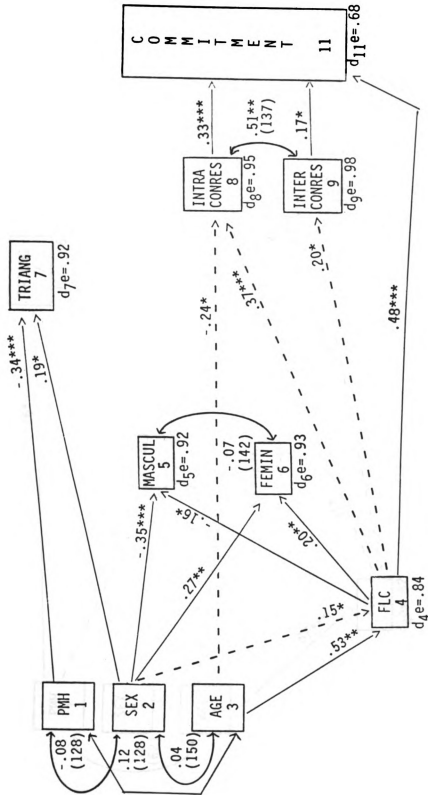 PMH
1
SEX
2
AGE
3
-.08
(128)
.12
(128)
.04
(150)
-.34***
.19*
TRIANG
7
d7e=.92
-.35***
.27**
.15*
.53**
-.16*
.20**
MASCUL
5
d5e=.92
-.07
(142)
FEMIN
6
d6e=.93
FLC
4
d4e=.84
-.24*
.20*
.48***
INTRA
CONRES
8
d8e=.95
.51**
(137)
INTER
CONRES
9
d9e=.98
.33***
.17*
COMMITMENT
11
d11e=.68